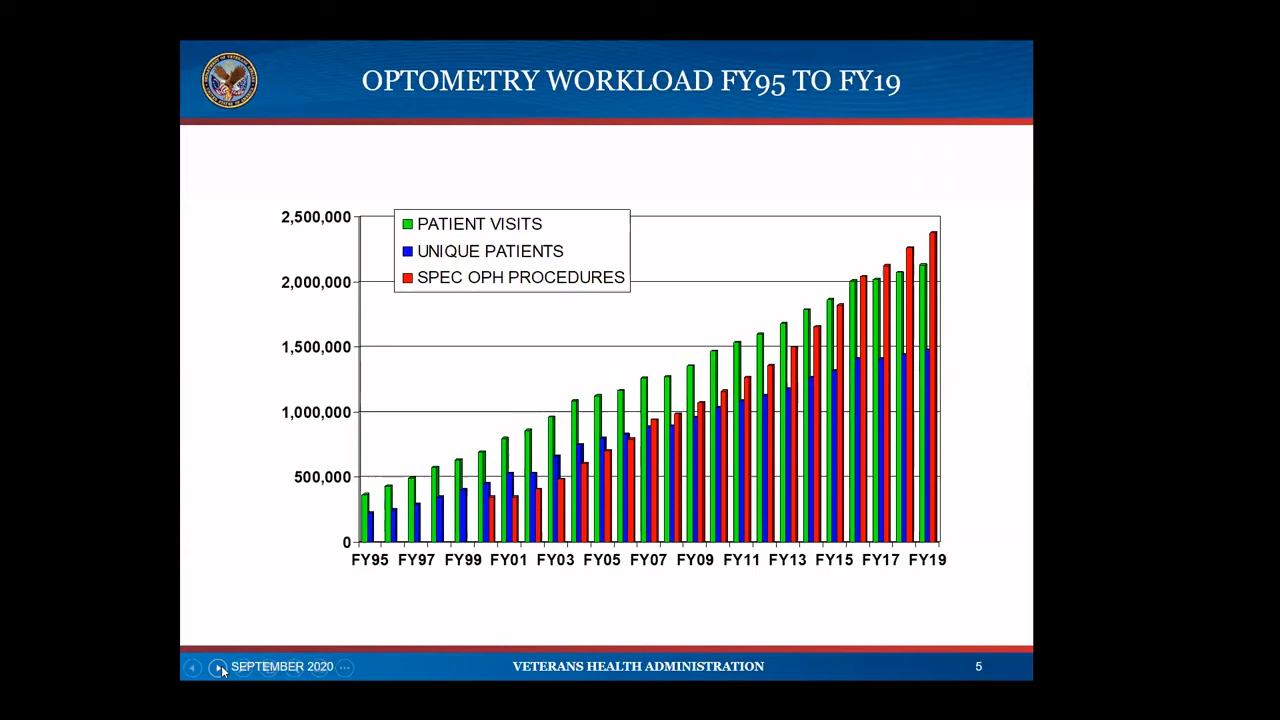 OPTOMETRY WORKLOAD FY95 TO FY19
2,500,000
2,000,000
1,500,000
1,000,000
500,000
0
PATIENT VISITS
UNIQUE PATIENTS
SPEC OPH PROCEDURES
FY95 FY97 FY99 FY01 FY03 FY05 FY07 FY09 FY11 FY13 FY15 FY17 FY19
SEPTEMBER 2020
VETERANS HEALTH ADMINISTRATION
5